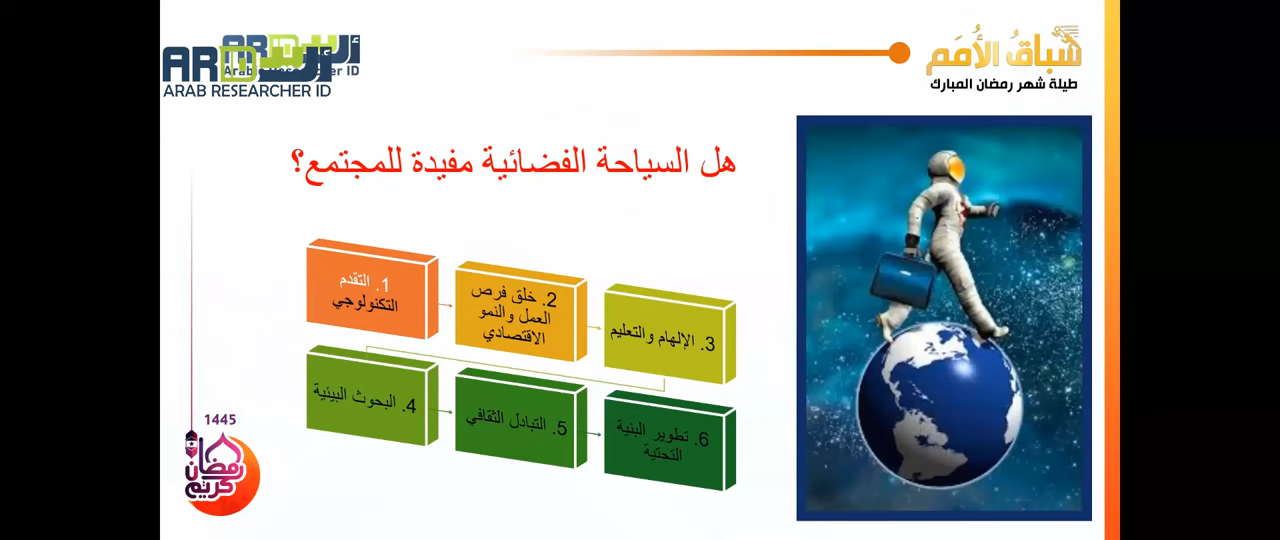 ARID
ARAB RESEARCHER ID
سباقُ الأُمَم
طيلة شهر رمضان المبارك
هل السياحة الفضائية مفيدة للمجتمع؟
1. التقدم
التكنولوجي
2. خلق فرص
العمل والنمو
الاقتصادي
3. الإلهام والتعليم
4. البحوث البيئية
5. التبادل الثقافي
6. تطوير البنية
التحتية
1445
رمضان
كريم